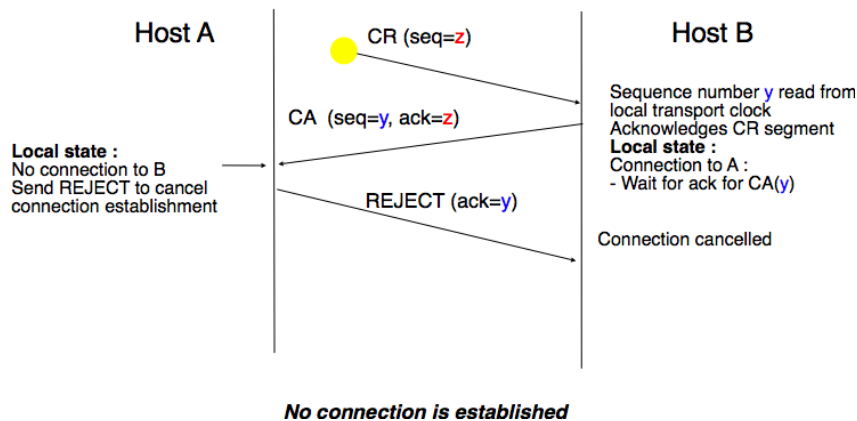 Host A
CR (seq=z)
Host B
Sequence number y read from
local transport clock
Acknowledges CR segment
Local state :
Connection to A :
- Wait for ack for CA(y)
CA (seq=y, ack=z)
Local state :
No connection to B
Send REJECT to cancel
connection establishment
REJECT (ack=y)
Connection cancelled
No connection is established